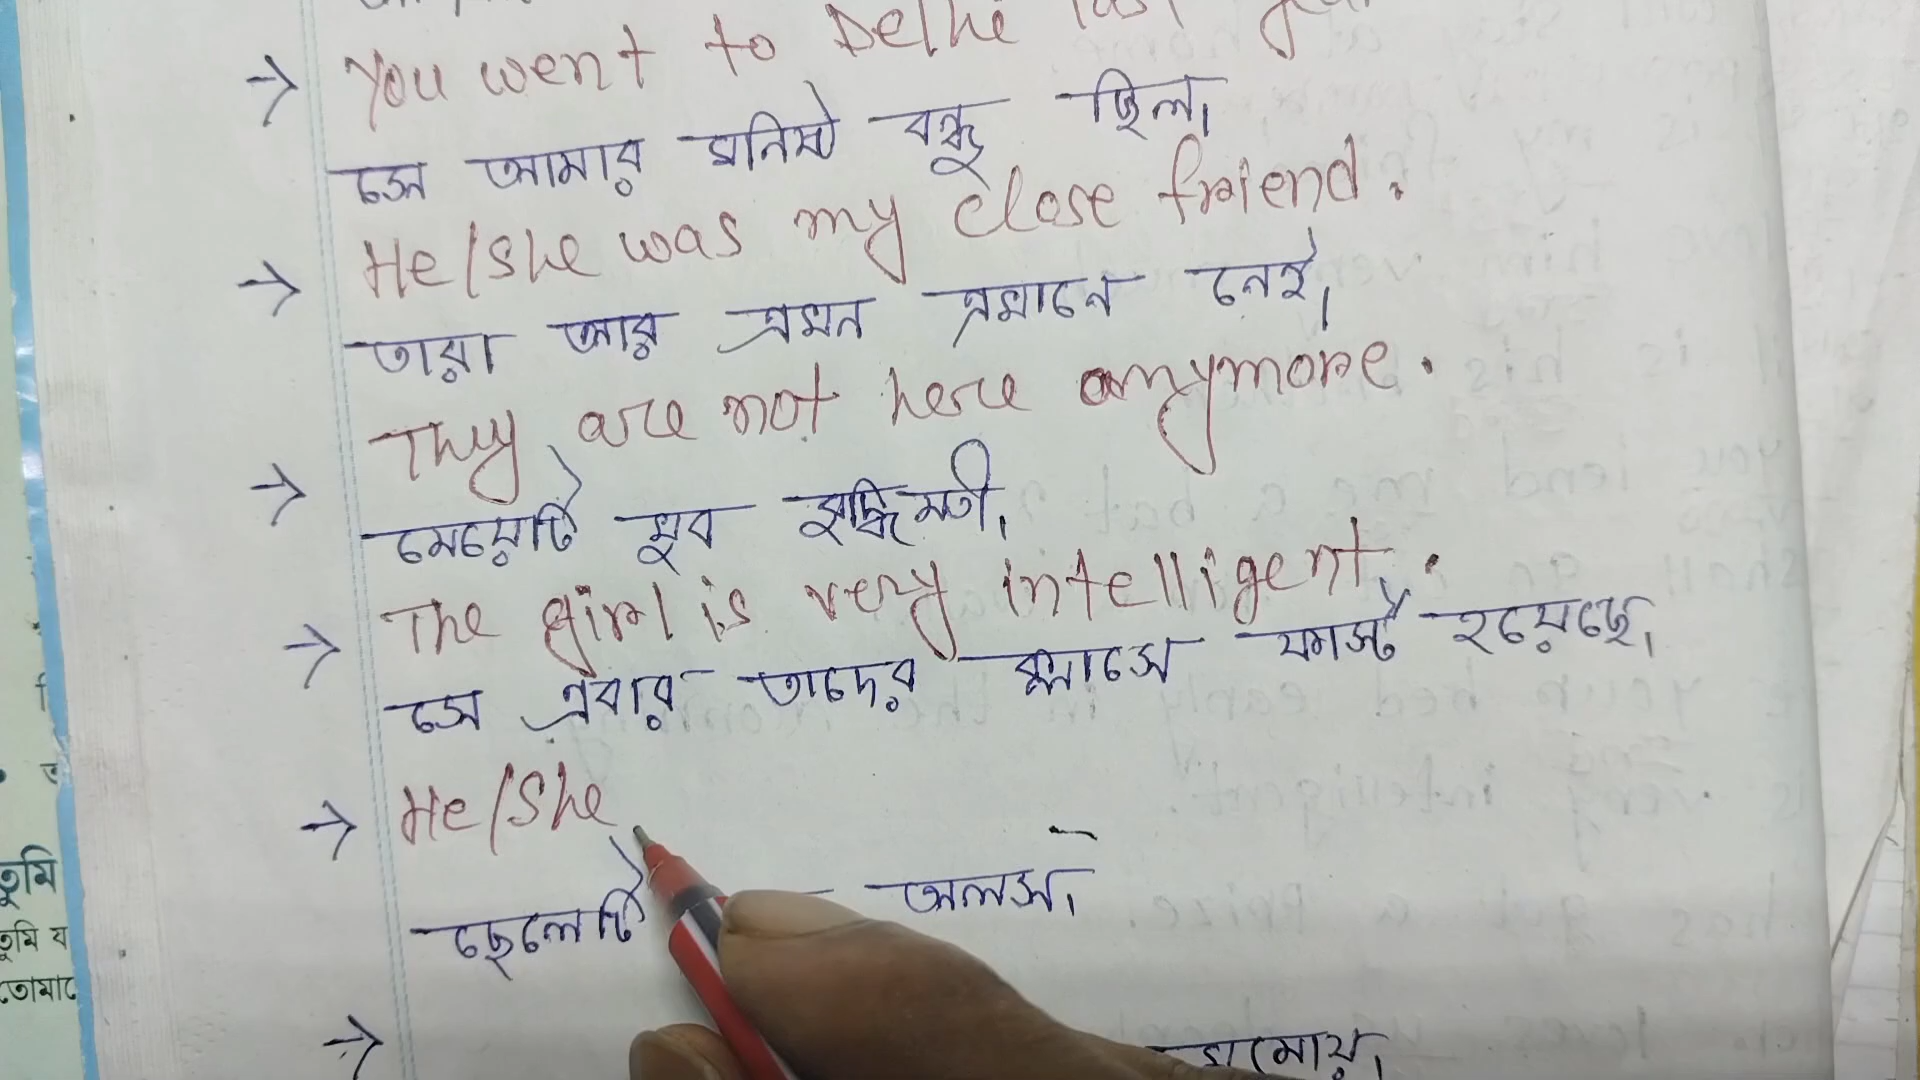 You went to Delhi
সে আমার ঘনিষ্ট বন্ধু ছিল।
He/She was my close friend.
তারা আর এখন এখানে নেই।
They are not here anymore.
মেয়েটি খুব বুদ্ধিমতী।
The girl is very intelligent.
সে এবার তাদের ক্লাসে ফার্স্ট হয়েছে।
He/She
ছেলেটি অলস।
তুমি
তুমি য